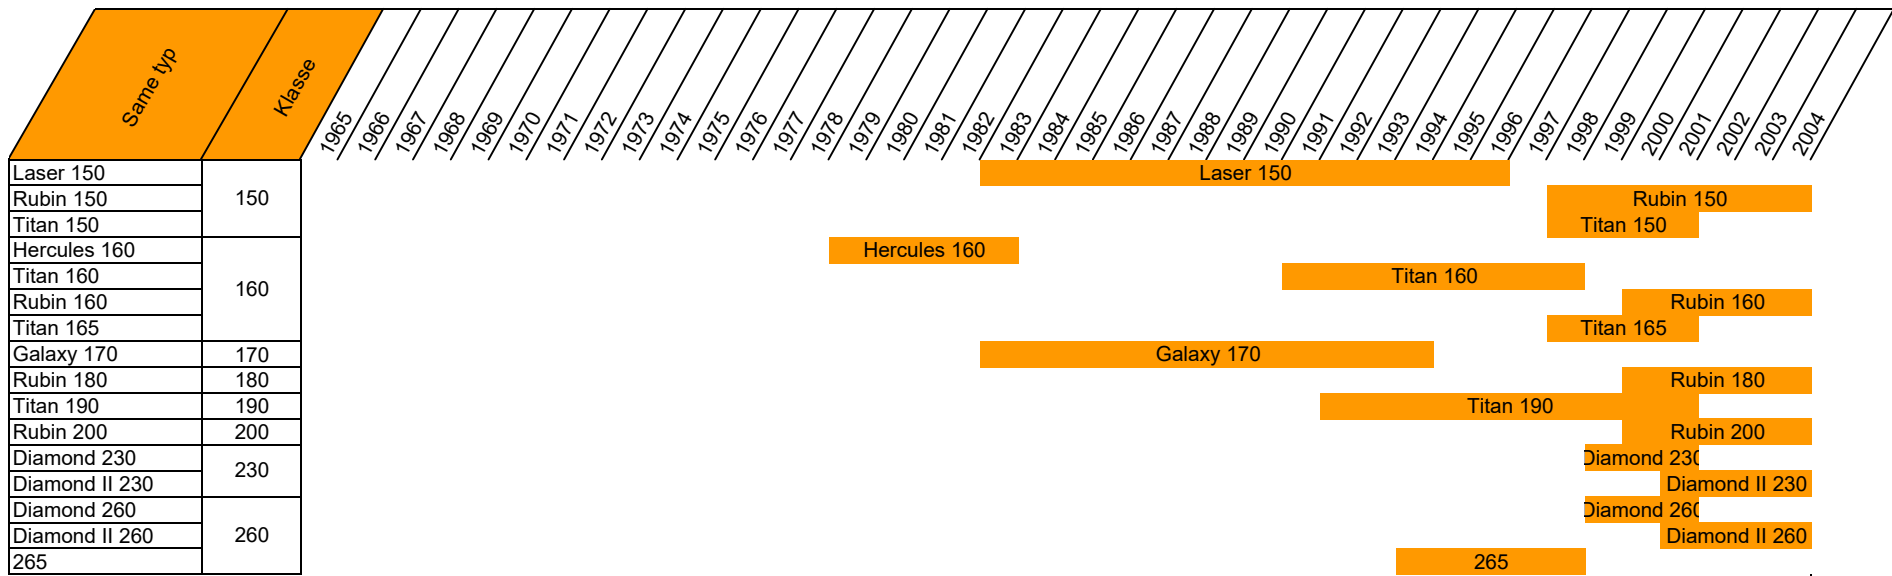 Same typ
Klasse
1965
1966
1967
1968
1969
1970
1971
1972
1973
1974
1975
1976
1977
1978
1979
1980
1981
1982
1983
1984
1985
1986
1987
1988
1989
1990
1991
1992
1993
1994
1995
1996
1997
1998
1999
2000
2001
2002
2003
2004
Laser 150
150
Laser 150
Rubin 150
Rubin 150
Titan 150
Titan 150
Hercules 160
160
Hercules 160
Titan 160
Titan 160
Rubin 160
Rubin 160
Titan 165
Titan 165
Galaxy 170
170
Galaxy 170
Rubin 180
180
Rubin 180
Titan 190
190
Titan 190
Rubin 200
200
Rubin 200
Diamond 230
230
Diamond 230
Diamond II 230
Diamond II 230
Diamond 260
260
Diamond 260
Diamond II 260
Diamond II 260
265
265